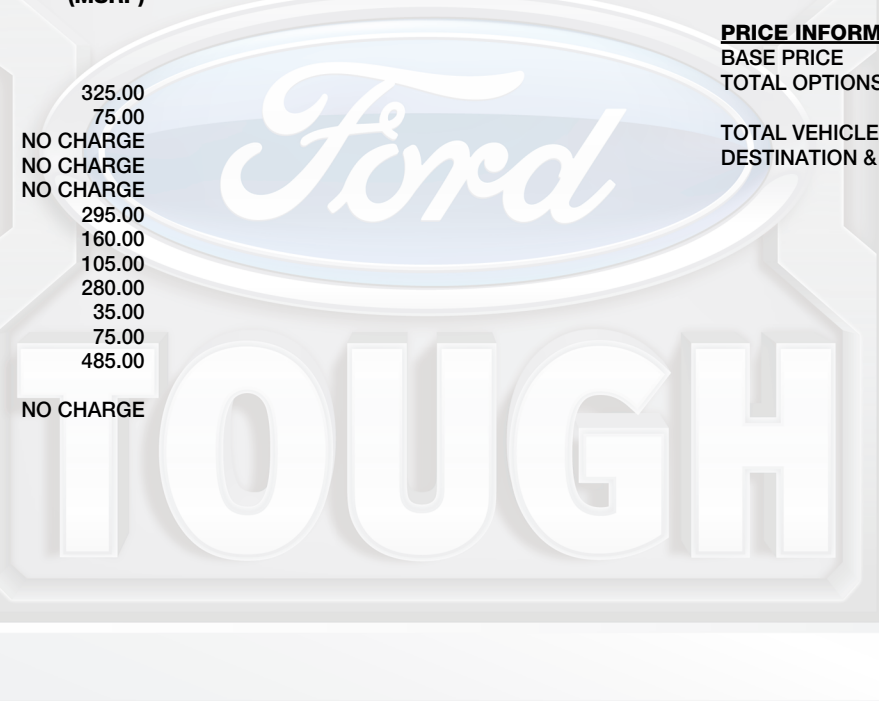 (MSRP)
325.00
75.00
NO CHARGE
NO CHARGE
NO CHARGE
295.00
160.00
105.00
280.00
35.00
75.00
485.00
NO CHARGE
PRICE INFORM
BASE PRICE
TOTAL OPTIONS
TOTAL VEHICLE
DESTINATION &
Ford
TOUGH